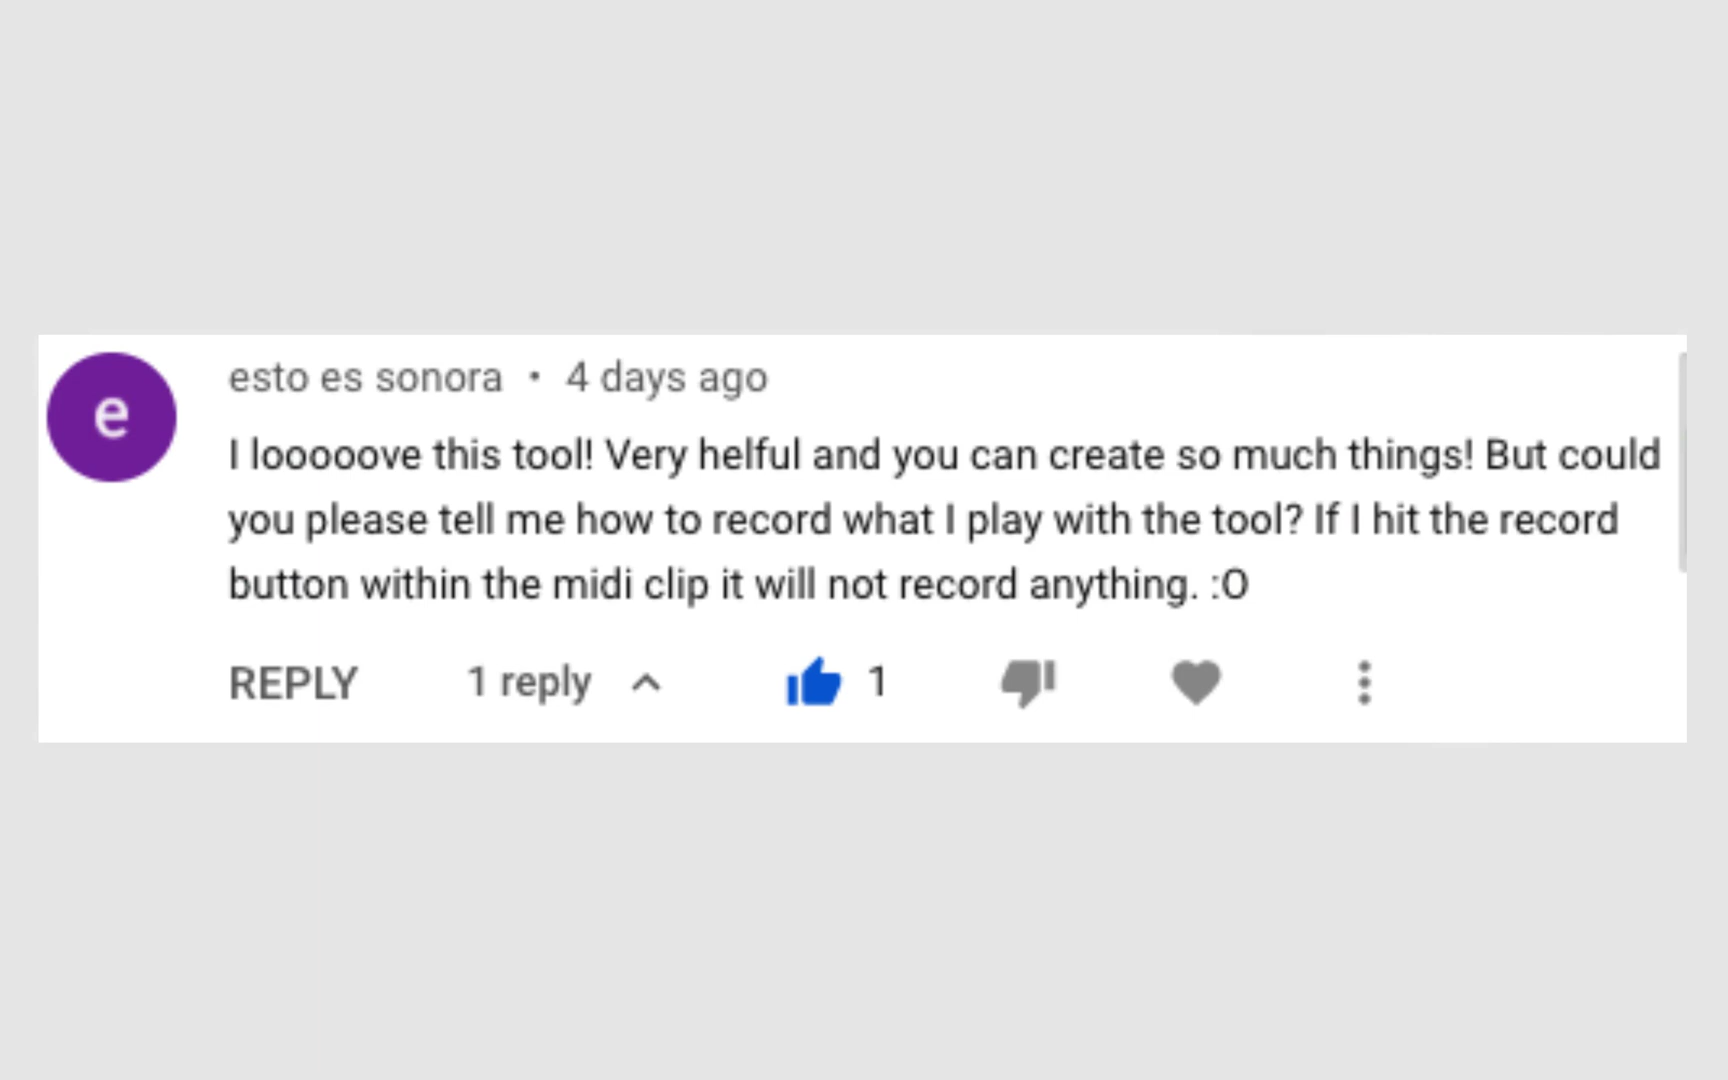 e
esto es sonora • 4 days ago
I looooove this tool! Very helful and you can create so much things! But could
you please tell me how to record what I play with the tool? If I hit the record
button within the midi clip it will not record anything. :O
REPLY 1 reply 1